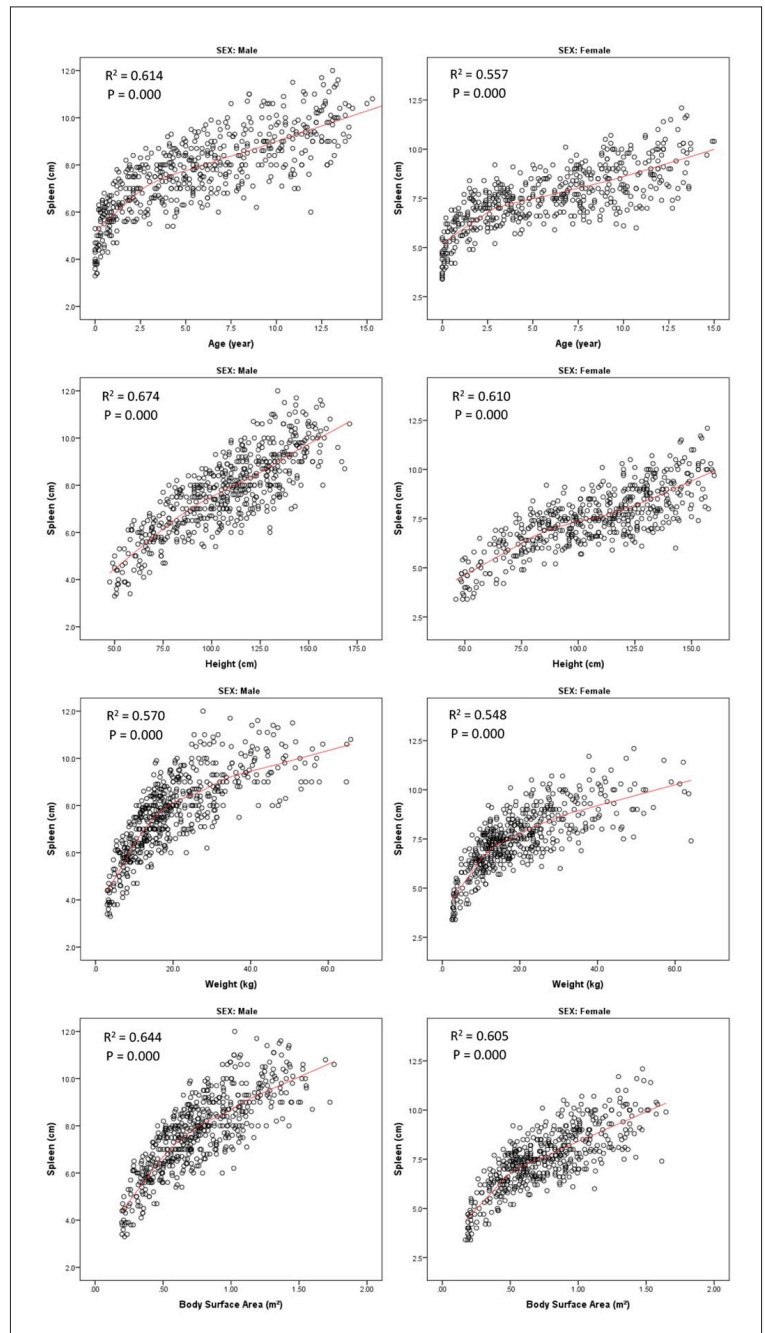 SEX: Male
R² = 0.614
P = 0.000
12.0
10.0
8.0
6.0
4.0
2.0
Spleen (cm)
.0 2.5 5.0 7.5 10.0 12.5 15.0
Age (year)
SEX: Female
R² = 0.557
P = 0.000
12.5
10.0
7.5
5.0
2.5
Spleen (cm)
.0 2.5 5.0 7.5 10.0 12.5 15.0
Age (year)
SEX: Male
R² = 0.674
P = 0.000
12.0
10.0
8.0
6.0
4.0
2.0
Spleen (cm)
50.0 75.0 100.0 125.0 150.0 175.0
Height (cm)
SEX: Female
R² = 0.610
P = 0.000
12.5
10.0
7.5
5.0
2.5
Spleen (cm)
50.0 75.0 100.0 125.0 150.0
Height (cm)
SEX: Male
R² = 0.570
P = 0.000
12.0
10.0
8.0
6.0
4.0
2.0
Spleen (cm)
.0 20.0 40.0 60.0
Weight (kg)
SEX: Female
R² = 0.548
P = 0.000
12.5
10.0
7.5
5.0
2.5
Spleen (cm)
.0 20.0 40.0 60.0
Weight (kg)
SEX: Male
R² = 0.644
P = 0.000
12.0
10.0
8.0
6.0
4.0
2.0
Spleen (cm)
.00 .50 1.00 1.50 2.00
Body Surface Area (m²)
SEX: Female
R² = 0.605
P = 0.000
12.5
10.0
7.5
5.0
2.5
Spleen (cm)
.00 .50 1.00 1.50 2.00
Body Surface Area (m²)